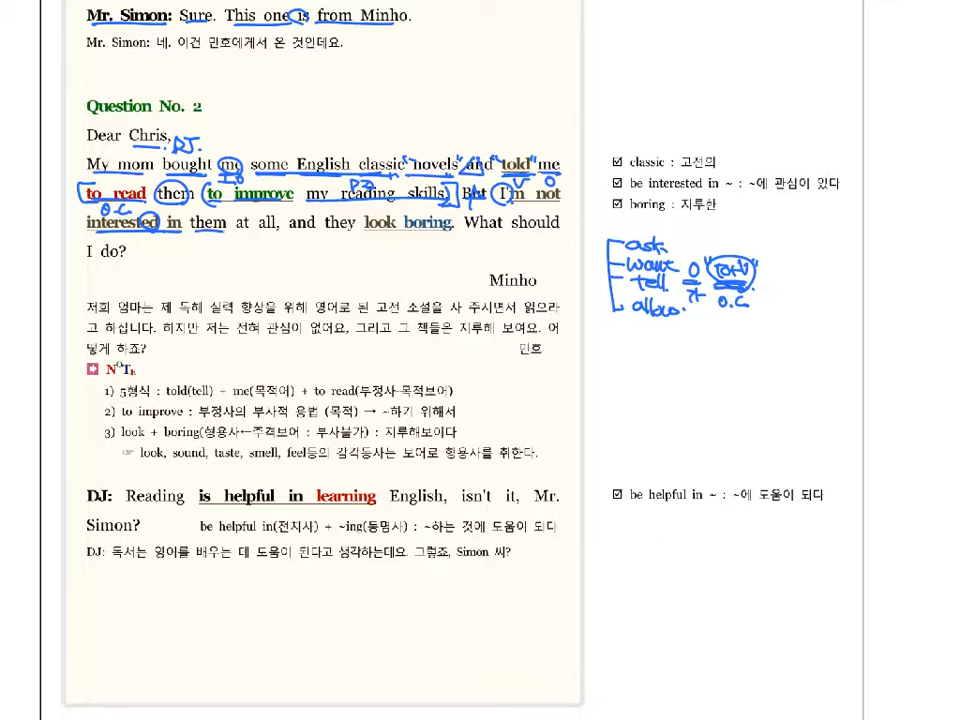 Mr. Simon: Sure. This one is from Minho.
Mr. Simon: 네. 이건 민호에게서 온 것인데요.
Question No. 2
Dear Chris,
DJ.
My mom bought me some English classic novels and told me
I.O
D.O
V
O
to read them to improve my reading skills. But I'm not
O.C
interested in them at all, and they look boring. What should
I do?
Minho
저희 엄마는 제 독해 실력 향상을 위해 영어로 된 고전 소설을 사 주시면서 읽으라
고 하십니다. 하지만 저는 전혀 관심이 없어요, 그리고 그 책들은 지루해 보여요. 어
떻게 하죠? 민호
NOTE
1) 5형식 : told(tell) + me(목적어) + to read(부정사-목적보어)
2) to improve : 부정사의 부사적 용법 (목적) → ~하기 위해서
3) look + boring(형용사←주격보어 : 부사불가) : 지루해보이다
☞ look, sound, taste, smell, feel등의 감각동사는 보어로 형용사를 취한다.
DJ: Reading is helpful in learning English, isn't it, Mr.
Simon? be helpful in(전치사) + ~ing(동명사) : ~하는 것에 도움이 되다
DJ: 독서는 영어를 배우는 데 도움이 된다고 생각하는데요. 그렇죠, Simon 씨?
☑ classic : 고전의
☑ be interested in ~ : ~에 관심이 있다
☑ boring : 지루한
ask
want O "to+V"
tell O.C
allow
☑ be helpful in ~ : ~에 도움이 되다